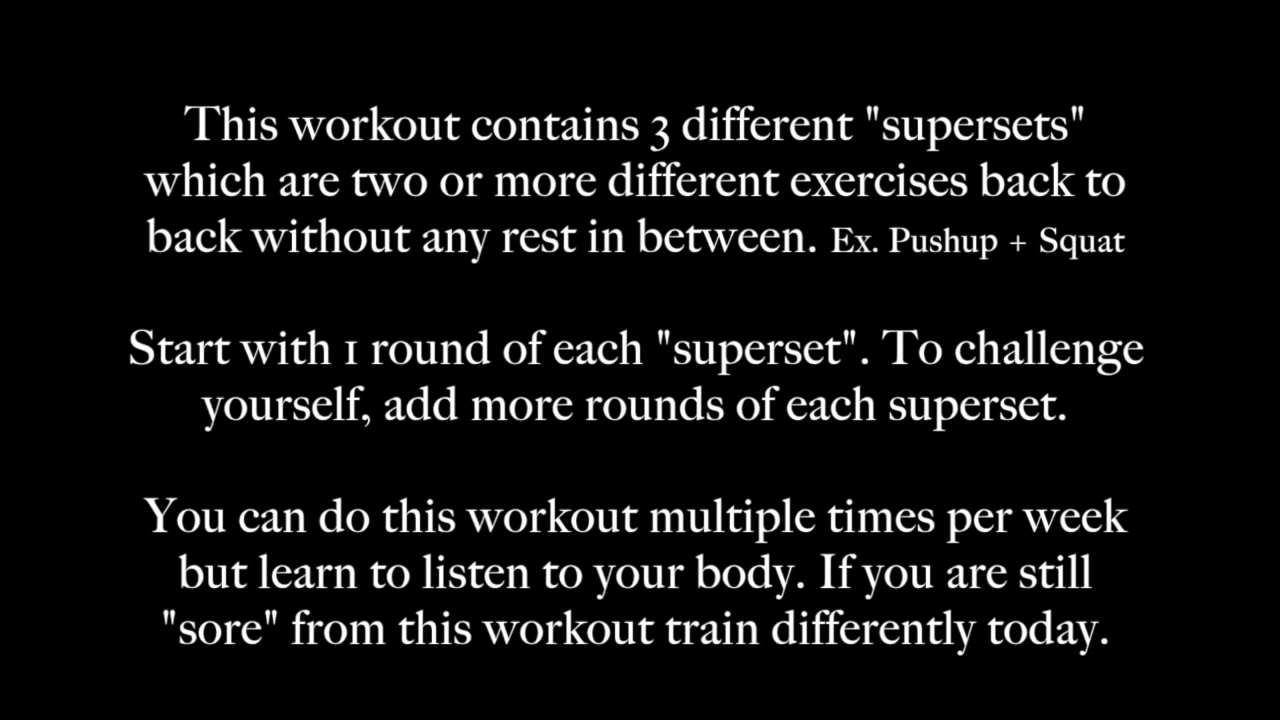 This workout contains 3 different "supersets"
which are two or more different exercises back to
back without any rest in between. Ex. Pushup + Squat
Start with 1 round of each "superset". To challenge
yourself, add more rounds of each superset.
You can do this workout multiple times per week
but learn to listen to your body. If you are still
"sore" from this workout train differently today.